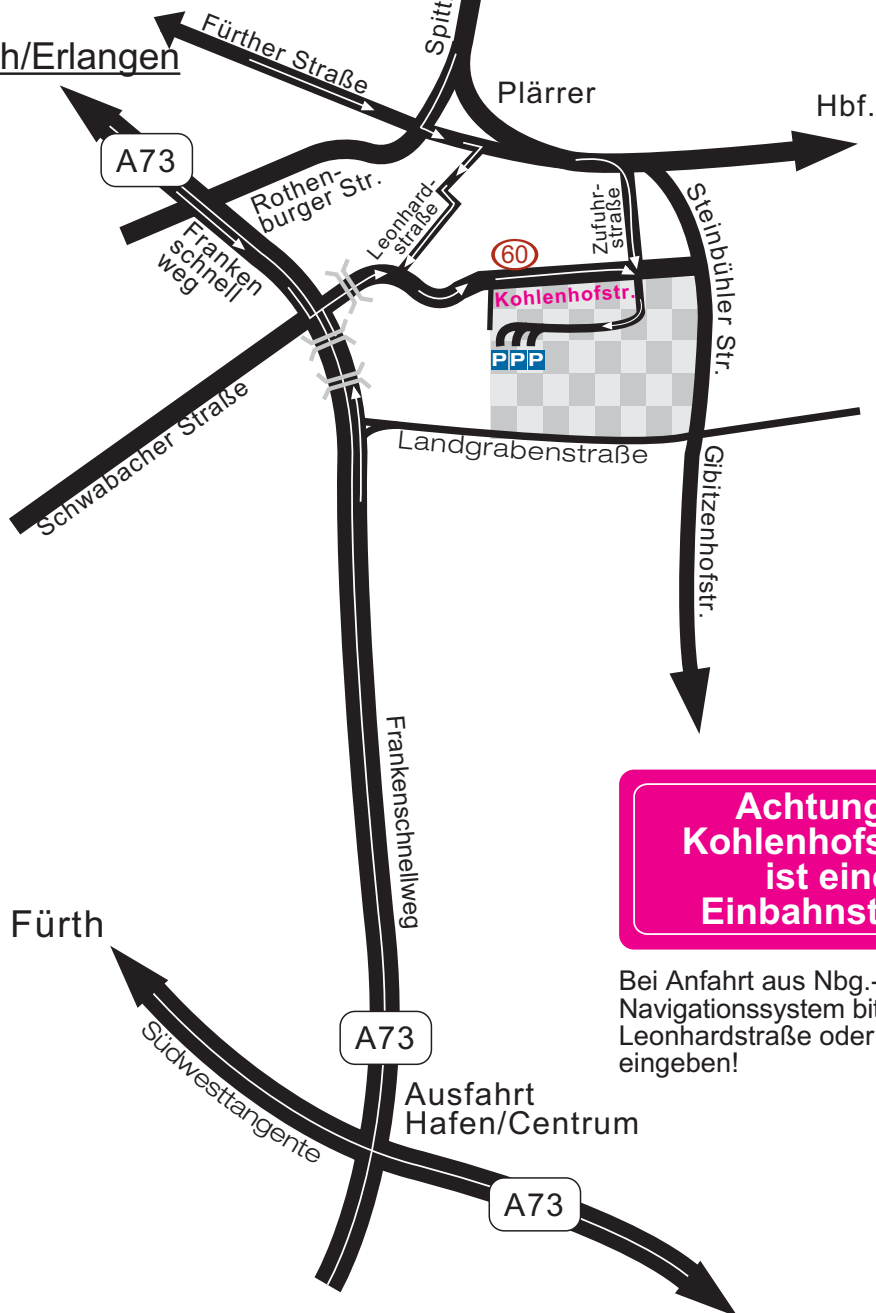 Spitt
Fürther Straße
h/Erlangen
Plärrer
Hbf.
A73
Rothen-
burger Str.
Leonhard-
straße
Zufuhr-
straße
Steinbühler Str.
Franken
schnell
weg
60
Kohlenhofstr.
P P P
Schwabacher Straße
Landgrabenstraße
Gibitzenhofstr.
Frankenschnellweg
Achtung
Kohlenhofs
ist eine
Einbahnst
Fürth
Bei Anfahrt aus Nbg.-
Navigationssystem bit
Leonhardstraße oder
eingeben!
A73
Südwesttangente
Ausfahrt
Hafen/Centrum
A73